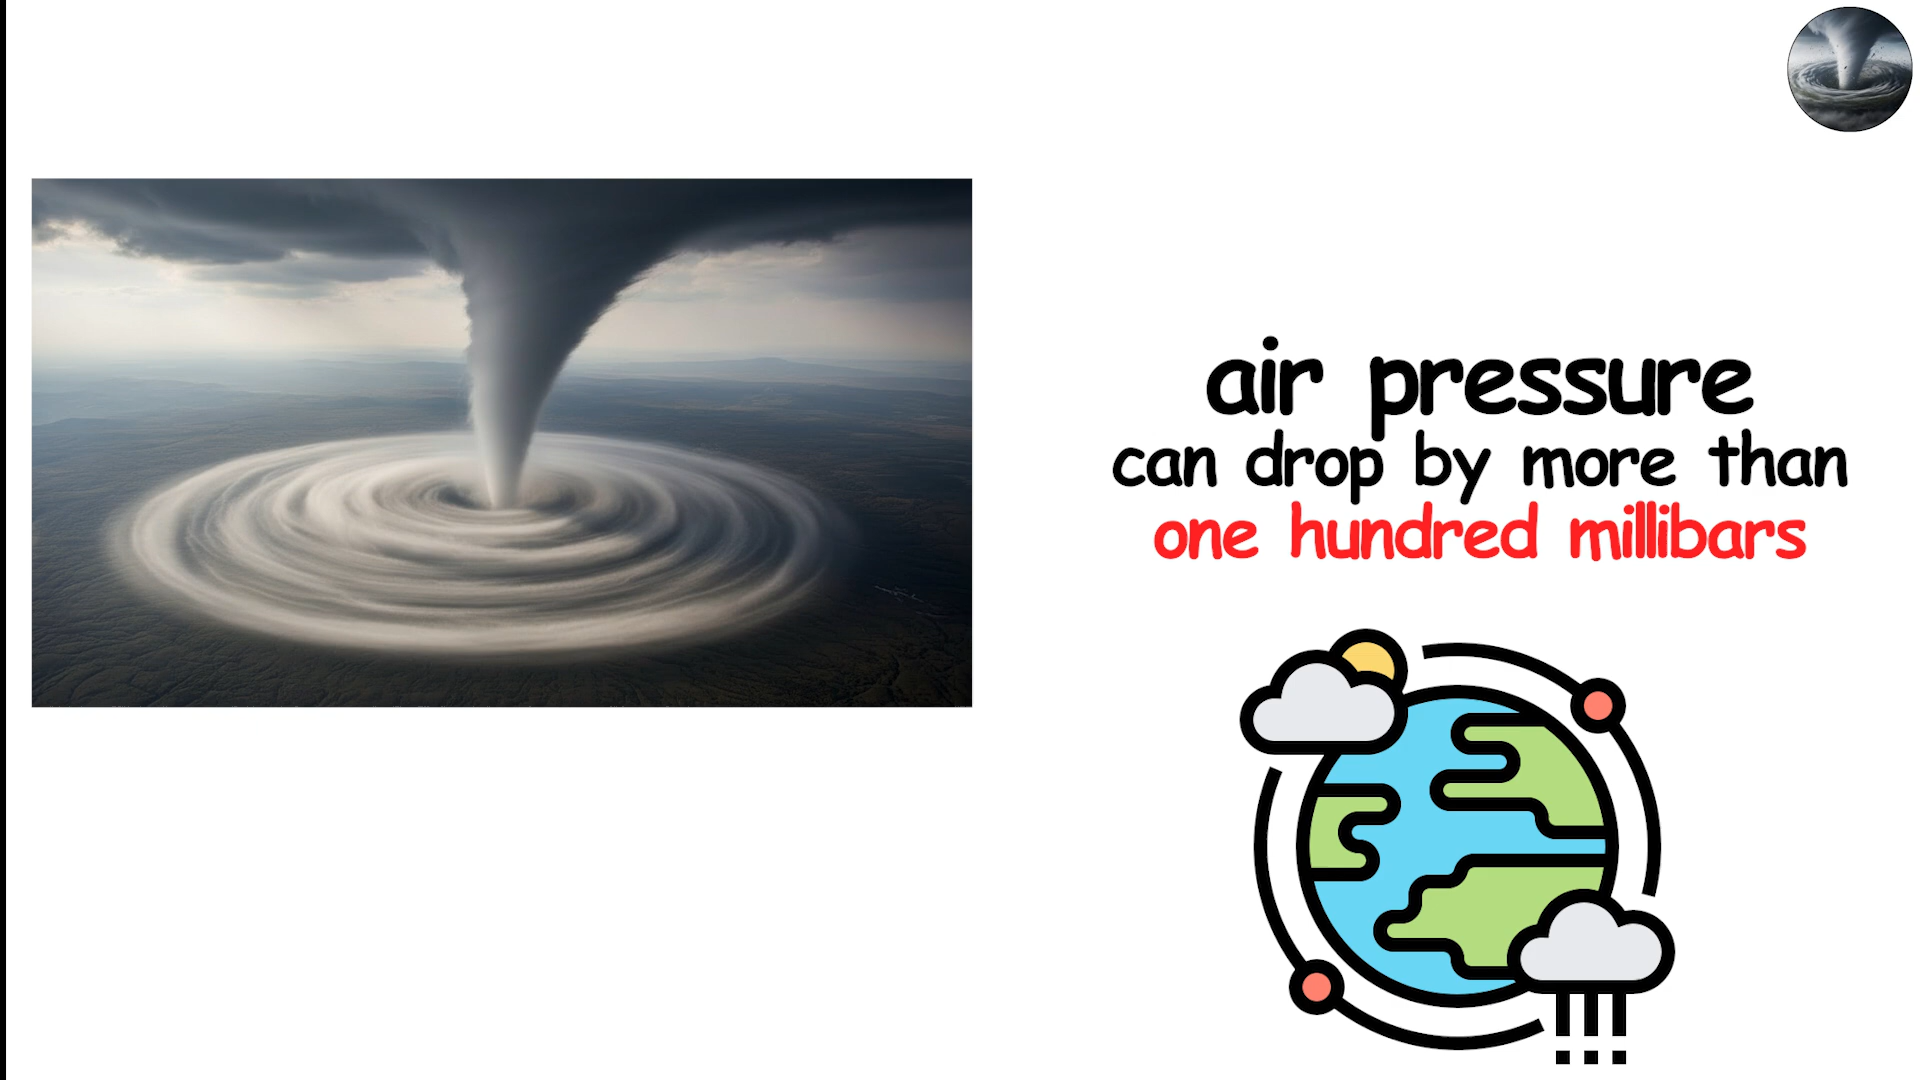 air pressure
can drop by more than
one hundred millibars